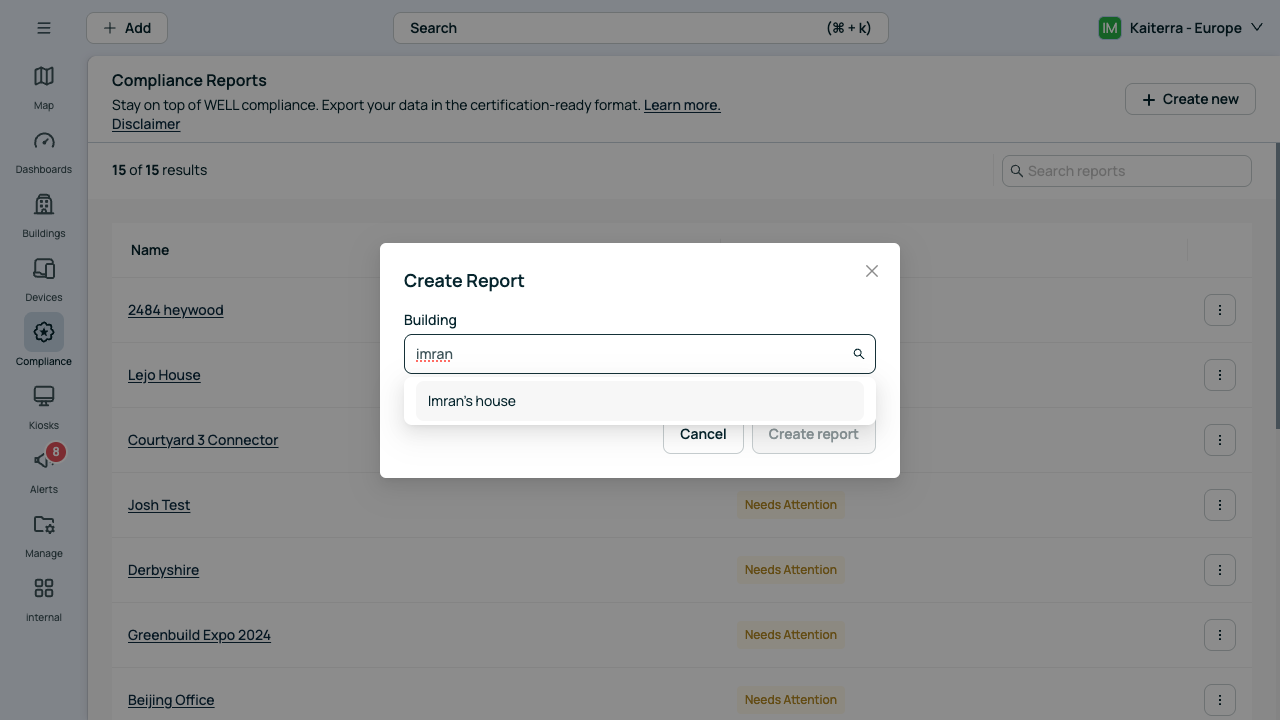 Add
Search
(⌘ + k)
IM
Kaiterra - Europe
Map
Dashboards
Buildings
Devices
Compliance
Kiosks
8
Alerts
Manage
internal
Compliance Reports
Stay on top of WELL compliance. Export your data in the certification-ready format. Learn more.
Disclaimer
Create new
15 of 15 results
Search reports
Name
2484 heywood
Lejo House
Courtyard 3 Connector
Josh Test
Needs Attention
Derbyshire
Needs Attention
Greenbuild Expo 2024
Needs Attention
Beijing Office
Needs Attention
Create Report
Building
imran
Imran's house
Cancel
Create report